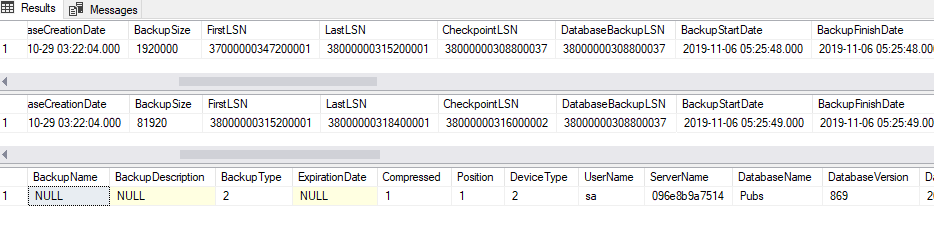 Results Messages
aseCreationDate BackupSize FirstLSN LastLSN CheckpointLSN DatabaseBackupLSN BackupStartDate BackupFinishDate
1 10-29 03:22:04.000 1920000 37000000347200001 38000000315200001 38000000308800037 38000000308800037 2019-11-06 05:25:48.000 2019-11-06 05:25:48.000
aseCreationDate BackupSize FirstLSN LastLSN CheckpointLSN DatabaseBackupLSN BackupStartDate BackupFinishDate
1 10-29 03:22:04.000 81920 38000000315200001 38000000318400001 38000000316000002 38000000308800037 2019-11-06 05:25:49.000 2019-11-06 05:25:49.000
BackupName BackupDescription BackupType ExpirationDate Compressed Position DeviceType UserName ServerName DatabaseName DatabaseVersion Da
1 NULL NULL 2 NULL 1 1 2 sa 096e8b9a7514 Pubs 869